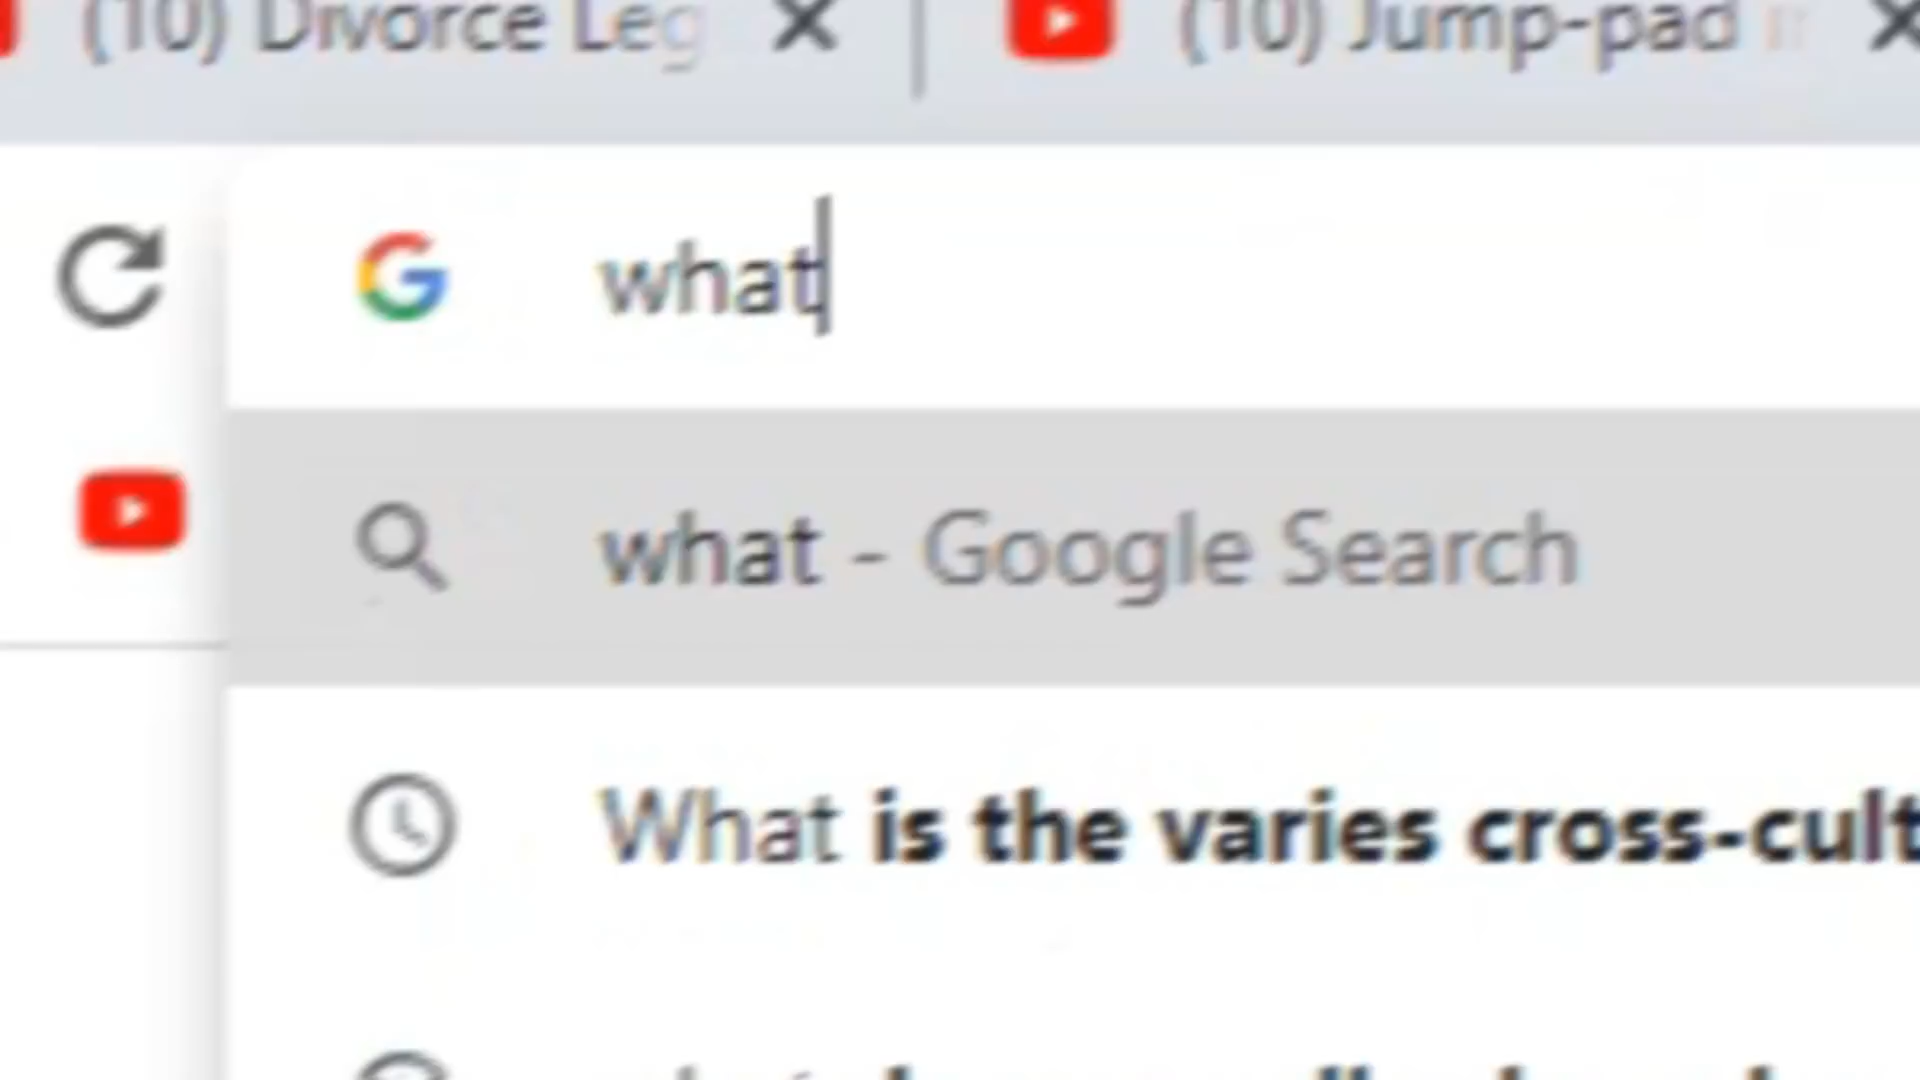 (10) Divorce Leg
(10) Jump-pad
what
what - Google Search
What is the varies cross-cult